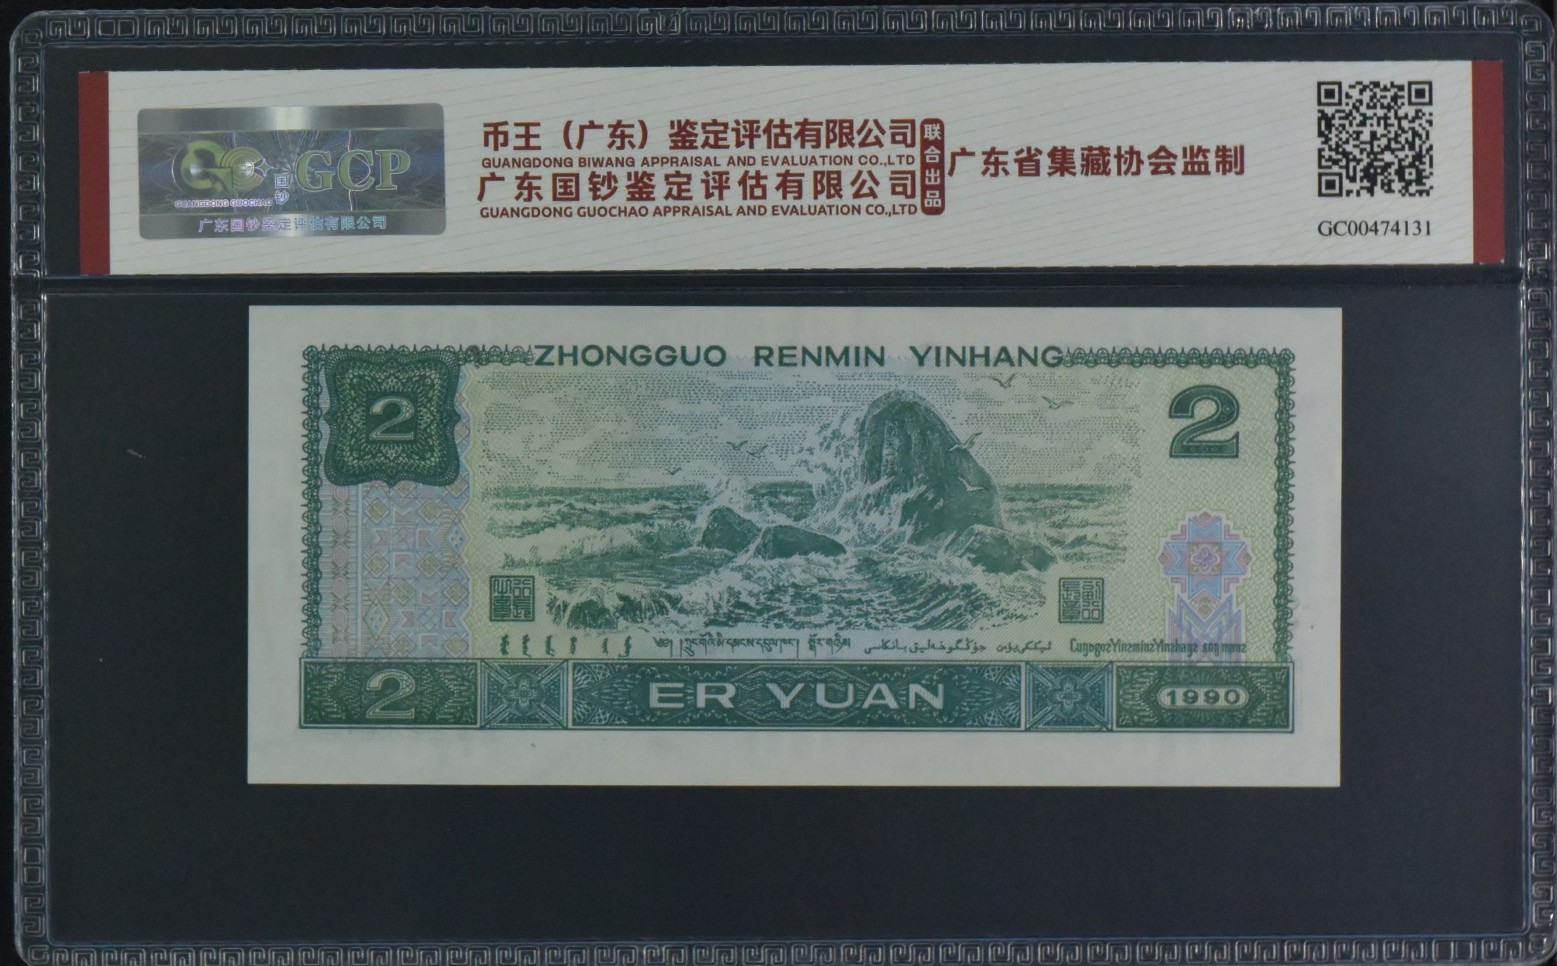 GCP
国钞
GUANGDONG GUOCHAO
广东国钞鉴定评估有限公司
币王（广东）鉴定评估有限公司
GUANGDONG BIWANG APPRAISAL AND EVALUATION CO.,LTD
广东国钞鉴定评估有限公司
GUANGDONG GUOCHAO APPRAISAL AND EVALUATION CO.,LTD
联合出品
广东省集藏协会监制
GC00474131
ZHONGGUO RENMIN YINHANG
2
2
2
ER YUAN
1990